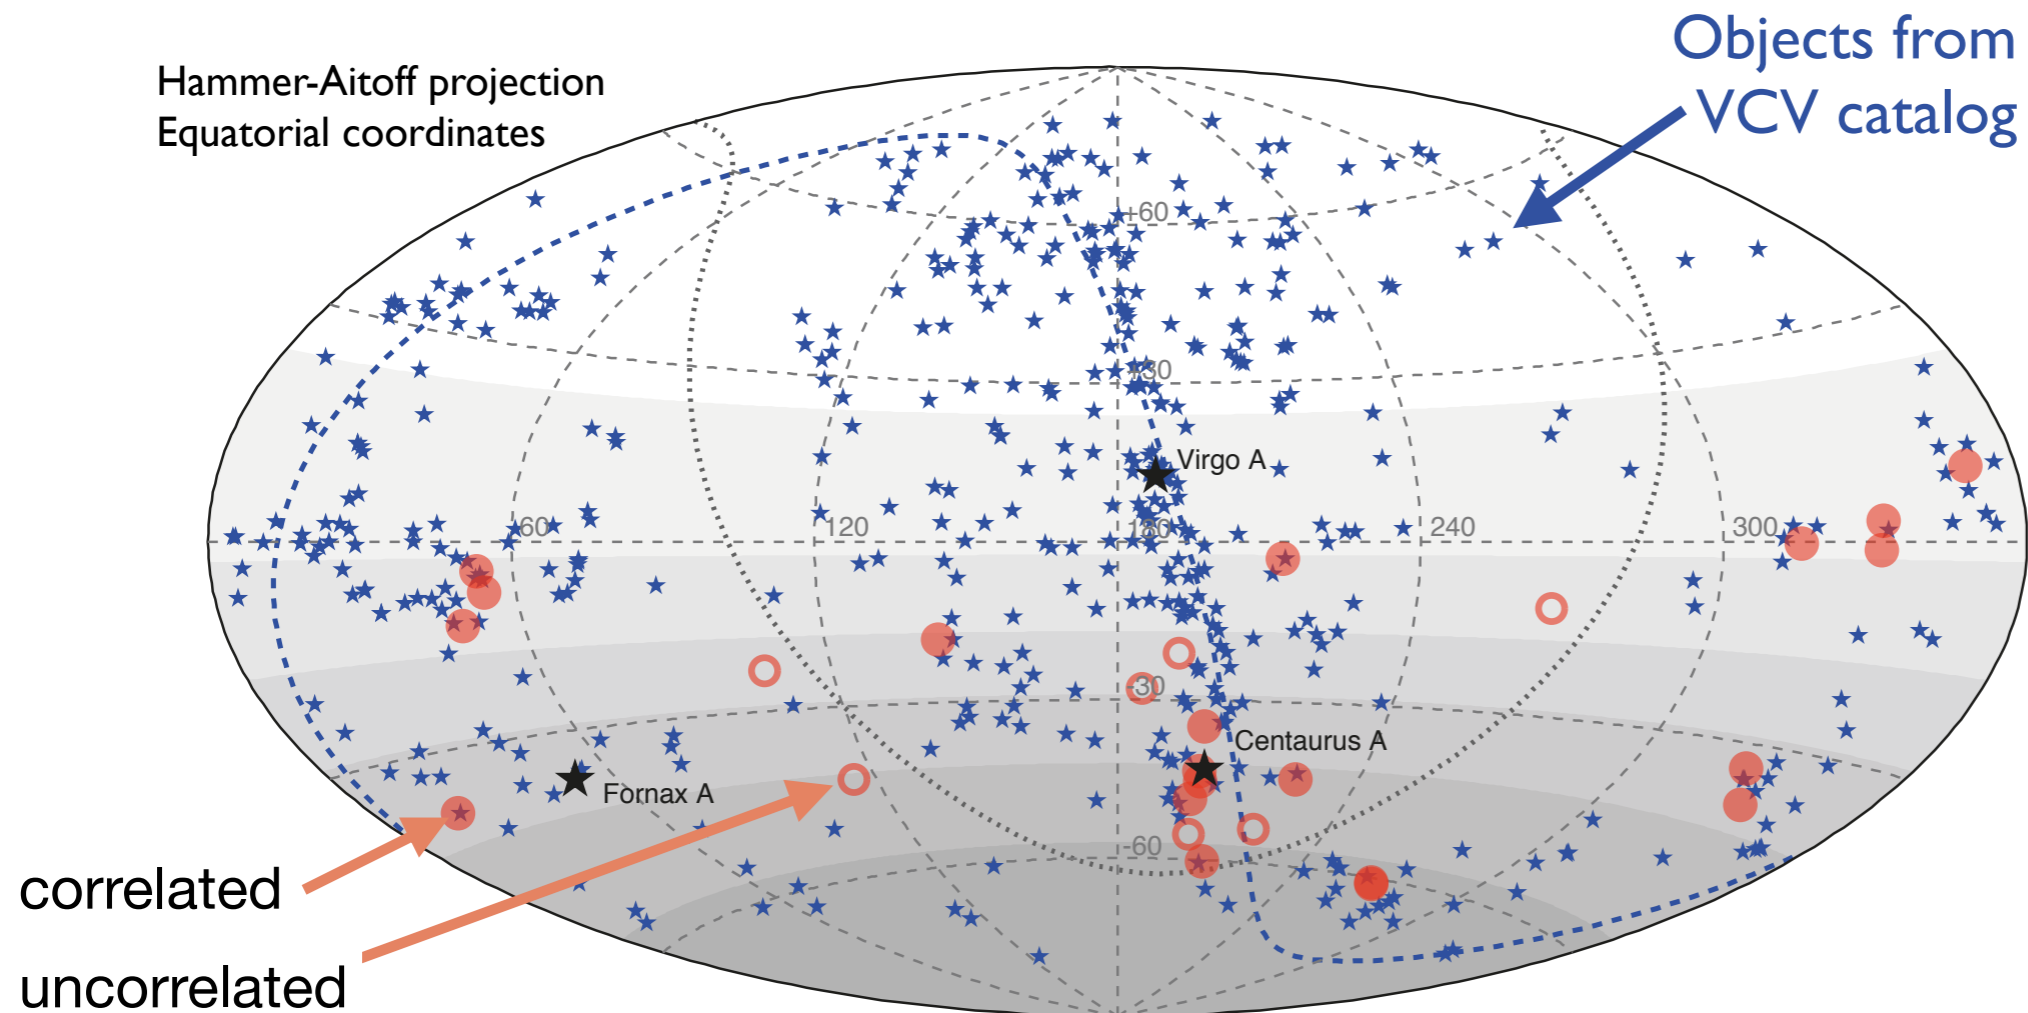 Objects from
VCV catalog
Hammer-Aitoff projection
Equatorial coordinates
+60
+30
Virgo A
60
120
180
240
300
-30
Centaurus A
Fornax A
-60
correlated
uncorrelated